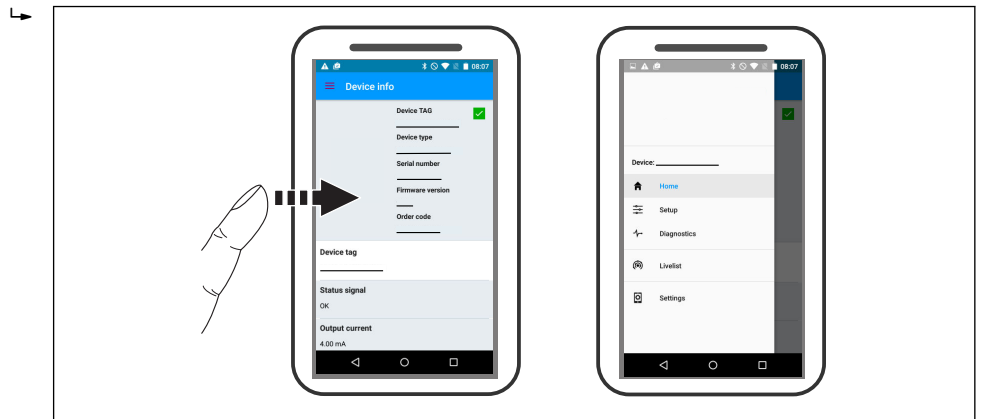 08:07
Device info
Device TAG
Device type
Serial number
Firmware version
Order code
Device tag
Status signal
OK
Output current
4.00 mA
08:07
Device:
Home
Setup
Diagnostics
Livelist
Settings